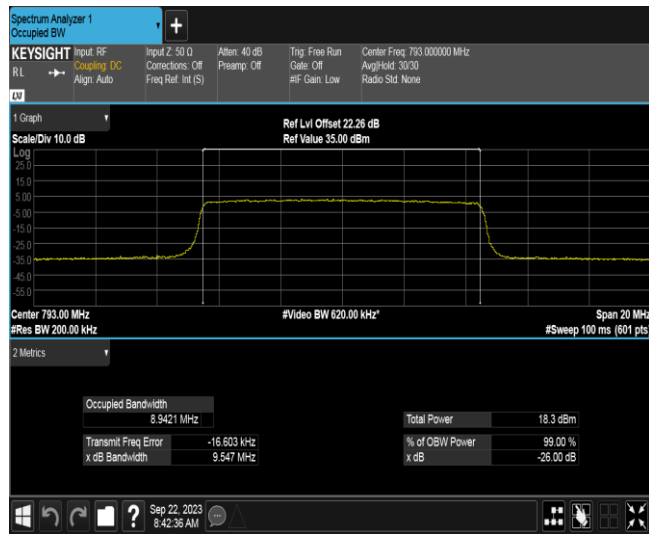 Spectrum Analyzer 1
Occupied BW
+
KEYSIGHT
RL
LXI
Input: RF
Coupling: DC
Align: Auto
Input Z: 50 Ω
Corrections: Off
Freq Ref: Int (S)
Atten: 40 dB
Preamp: Off
Trig: Free Run
Gate: Off
#IF Gain: Low
Center Freq: 793.000000 MHz
Avg|Hold: 30/30
Radio Std: None
1 Graph
Scale/Div 10.0 dB
Ref Lvl Offset 22.26 dB
Ref Value 35.00 dBm
Log
25.0
15.0
5.00
-5.00
-15.0
-25.0
-35.0
-45.0
-55.0
Center 793.00 MHz
#Res BW 200.00 kHz
#Video BW 620.00 kHz*
Span 20 MHz
#Sweep 100 ms (601 pts)
2 Metrics
Occupied Bandwidth
8.9421 MHz
Transmit Freq Error -16.603 kHz
x dB Bandwidth 9.547 MHz
Total Power 18.3 dBm
% of OBW Power 99.00 %
x dB -26.00 dB
?
Sep 22, 2023
8:42:36 AM